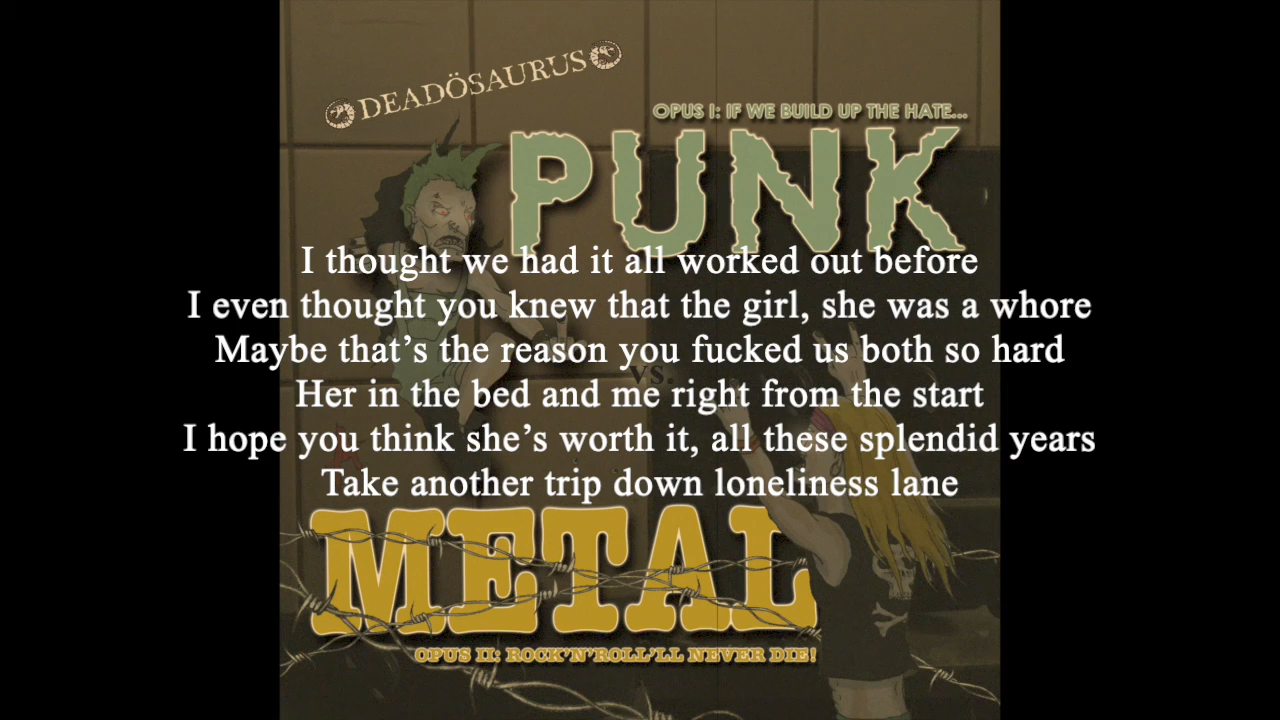 DEADÖSAURUS
OPUS I: IF WE BUILD UP THE HATE...
PUNK
I thought we had it all worked out before
I even thought you knew that the girl, she was a whore
Maybe that’s the reason you fucked us both so hard
vs.
Her in the bed and me right from the start
I hope you think she’s worth it, all these splendid years
Take another trip down loneliness lane
METAL
OPUS II: ROCK'N'ROLL'LL NEVER DIE!